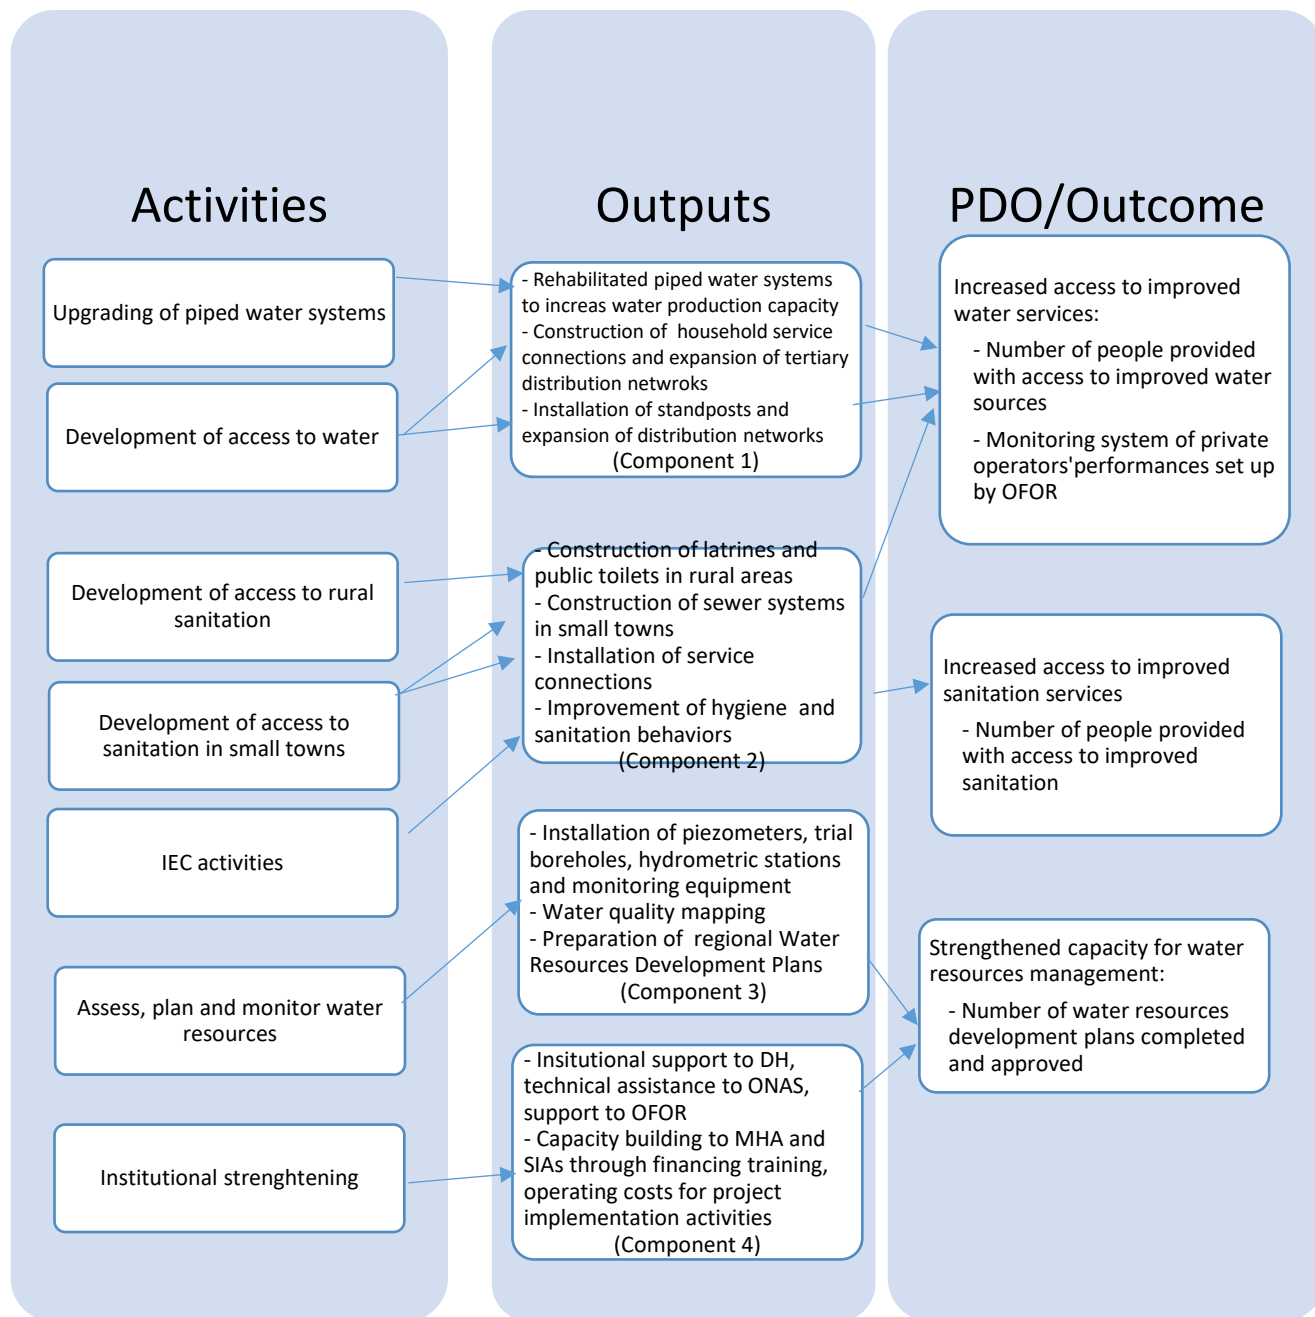 Activities
Upgrading of piped water systems
Development of access to water
Development of access to rural
sanitation
Development of access to
sanitation in small towns
IEC activities
Assess, plan and monitor water
resources
Institutional strenghtening
Outputs
- Rehabilitated piped water systems
to increas water production capacity
- Construction of household service
connections and expansion of tertiary
distribution netwroks
- Installation of standposts and
expansion of distribution networks
(Component 1)
- Construction of latrines and
public toilets in rural areas
- Construction of sewer systems
in small towns
- Installation of service
connections
- Improvement of hygiene and
sanitation behaviors
(Component 2)
- Installation of piezometers, trial
boreholes, hydrometric stations
and monitoring equipment
- Water quality mapping
- Preparation of regional Water
Resources Development Plans
(Component 3)
- Insitutional support to DH,
technical assistance to ONAS,
support to OFOR
- Capacity building to MHA and
SIAs through financing training,
operating costs for project
implementation activities
(Component 4)
PDO/Outcome
Increased access to improved
water services:
- Number of people provided
with access to improved water
sources
- Monitoring system of private
operators'performances set up
by OFOR
Increased access to improved
sanitation services
- Number of people provided
with access to improved
sanitation
Strengthened capacity for water
resources management:
- Number of water resources
development plans completed
and approved